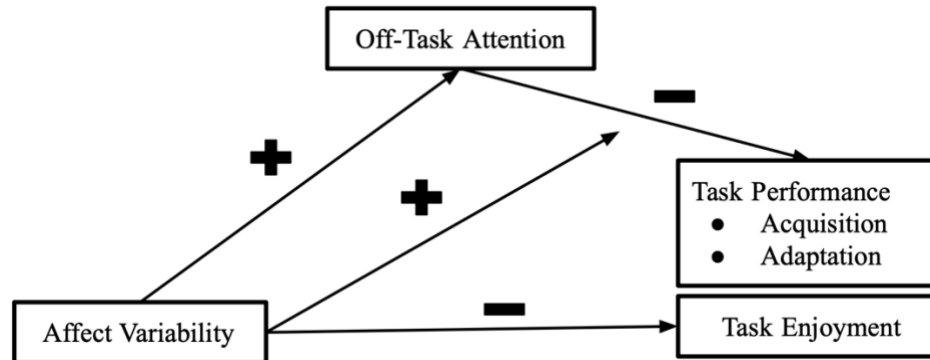 Off-Task Attention
Task Performance
● Acquisition
● Adaptation
Affect Variability
Task Enjoyment